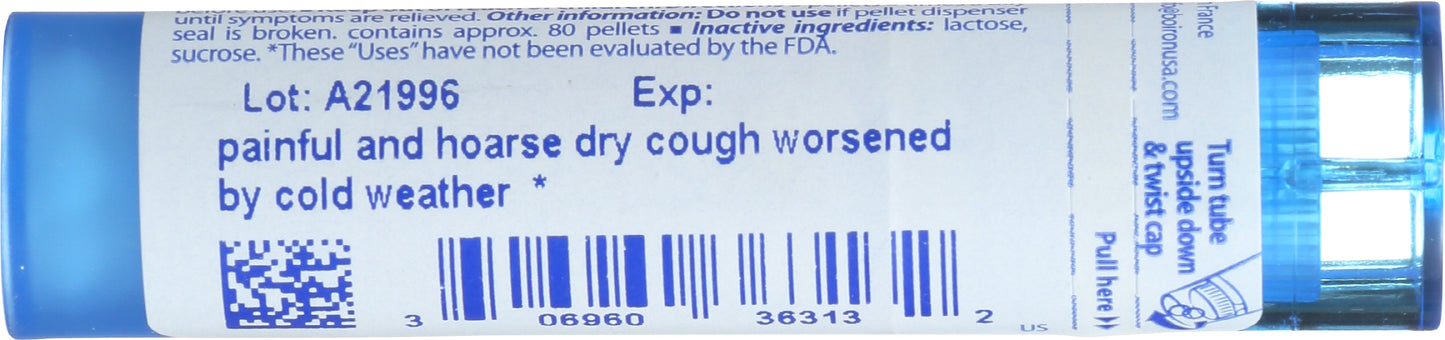 until symptoms are relieved. Other information: Do not use if pellet dispenser
seal is broken. contains approx. 80 pellets ■ Inactive ingredients: lactose,
sucrose. *These "Uses" have not been evaluated by the FDA.
Lot: A21996 Exp:
painful and hoarse dry cough worsened
by cold weather *
3 06960 36313 2
US
France
@boironusa.com
Turn tube
upside down
& twist cap
Pull here